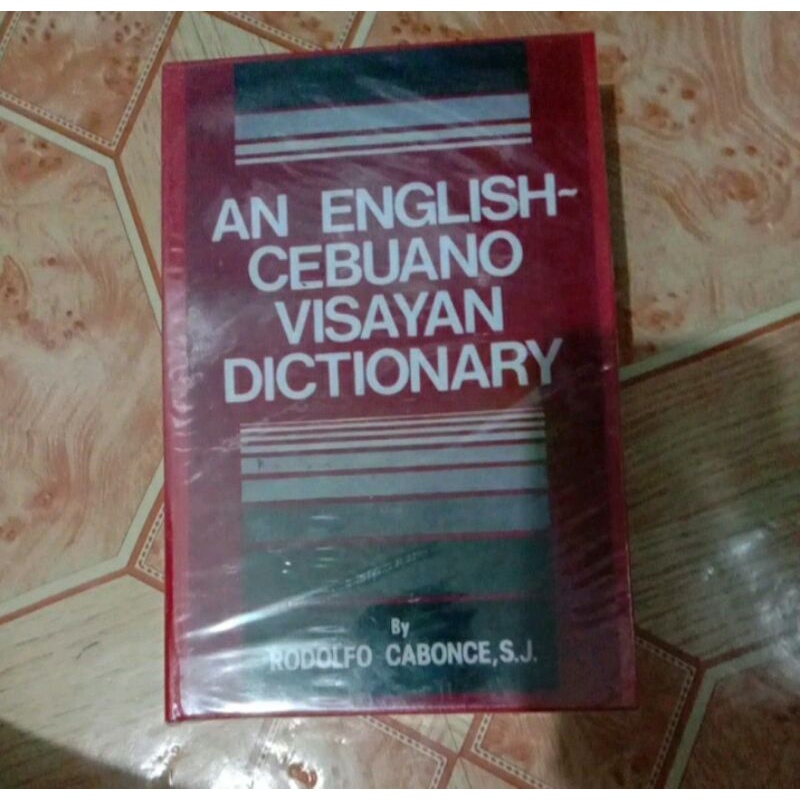 AN ENGLISH~
CEBUANO
VISAYAN
DICTIONARY
By
RODOLFO CABONCE, S.J.